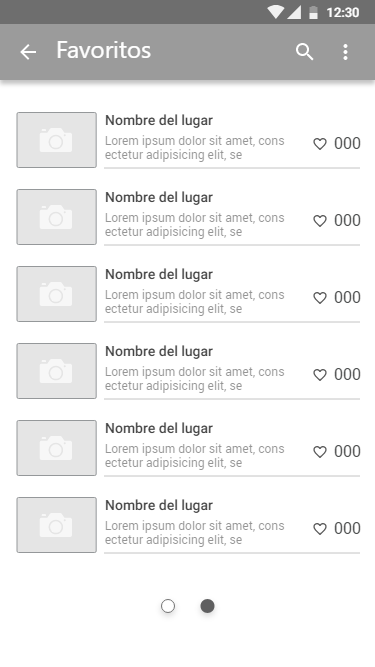 12:30
Favoritos
Nombre del lugar
Lorem ipsum dolor sit amet, cons
ectetur adipisicing elit, se
000
Nombre del lugar
Lorem ipsum dolor sit amet, cons
ectetur adipisicing elit, se
000
Nombre del lugar
Lorem ipsum dolor sit amet, cons
ectetur adipisicing elit, se
000
Nombre del lugar
Lorem ipsum dolor sit amet, cons
ectetur adipisicing elit, se
000
Nombre del lugar
Lorem ipsum dolor sit amet, cons
ectetur adipisicing elit, se
000
Nombre del lugar
Lorem ipsum dolor sit amet, cons
ectetur adipisicing elit, se
000